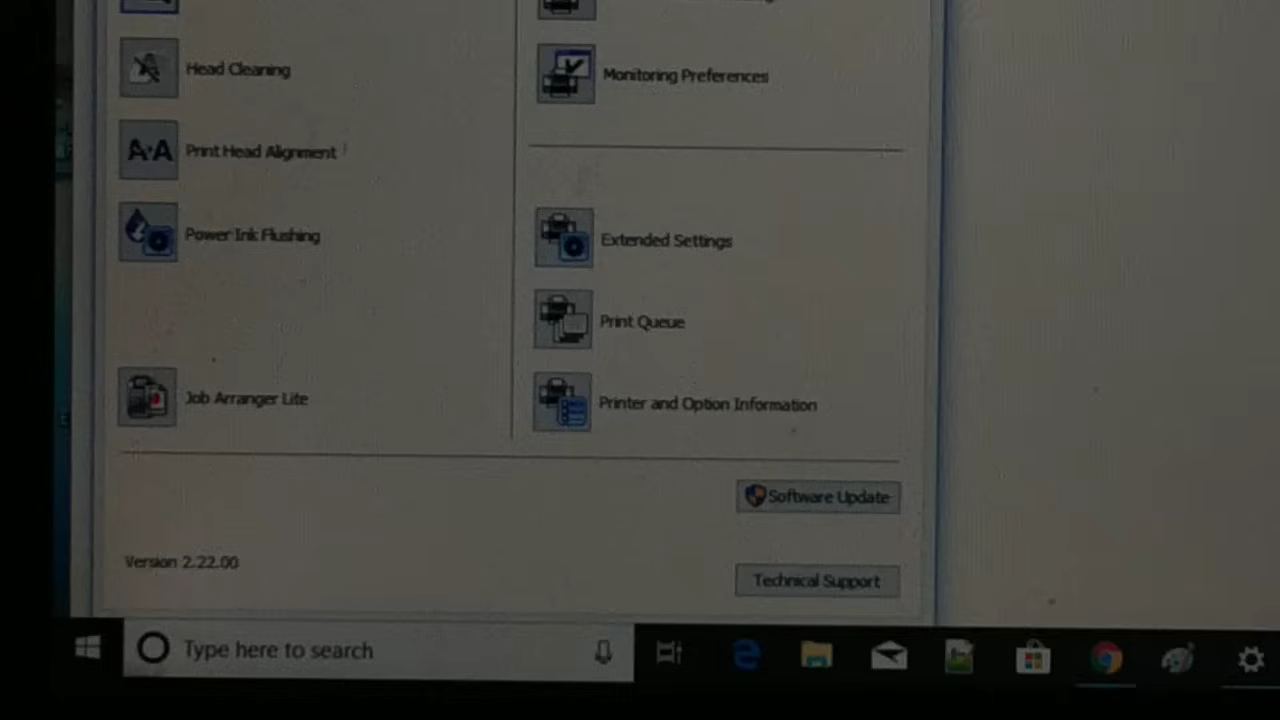 Head Cleaning
Monitoring Preferences
A A
Print Head Alignment
Power Ink Flushing
Extended Settings
Print Queue
Job Arranger Lite
Printer and Option Information
Software Update
Version 2.22.00
Technical Support
Type here to search